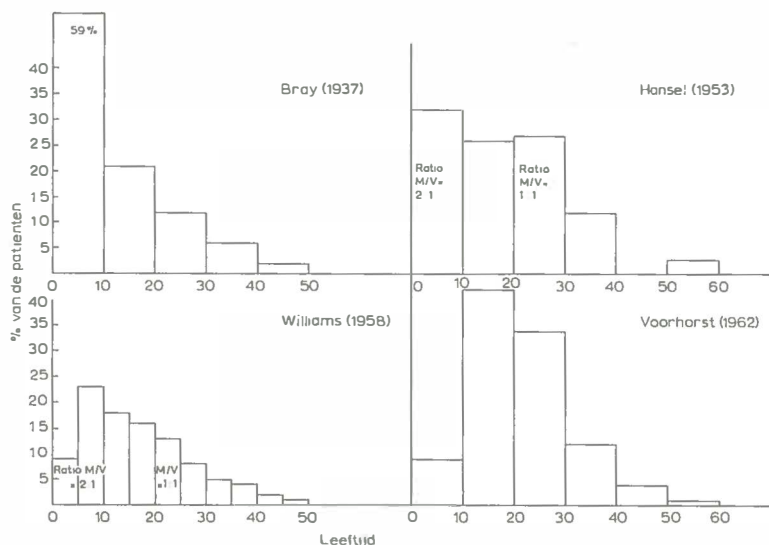 59%
Bray (1937)
Hansel (1953)
40
35
30
25
20
15
10
5
0 10 20 30 40 50
Ratio
M/V=
2:1
Ratio
M/V=
1:1
0 10 20 30 40 50 60
% van de patienten
Williams (1958)
Voorhorst (1962)
40
35
30
25
20
15
10
5
Ratio M/V
= 2:1
M/V
=1:1
0 10 20 30 40 50
0 10 20 30 40 50 60
Leeftijd